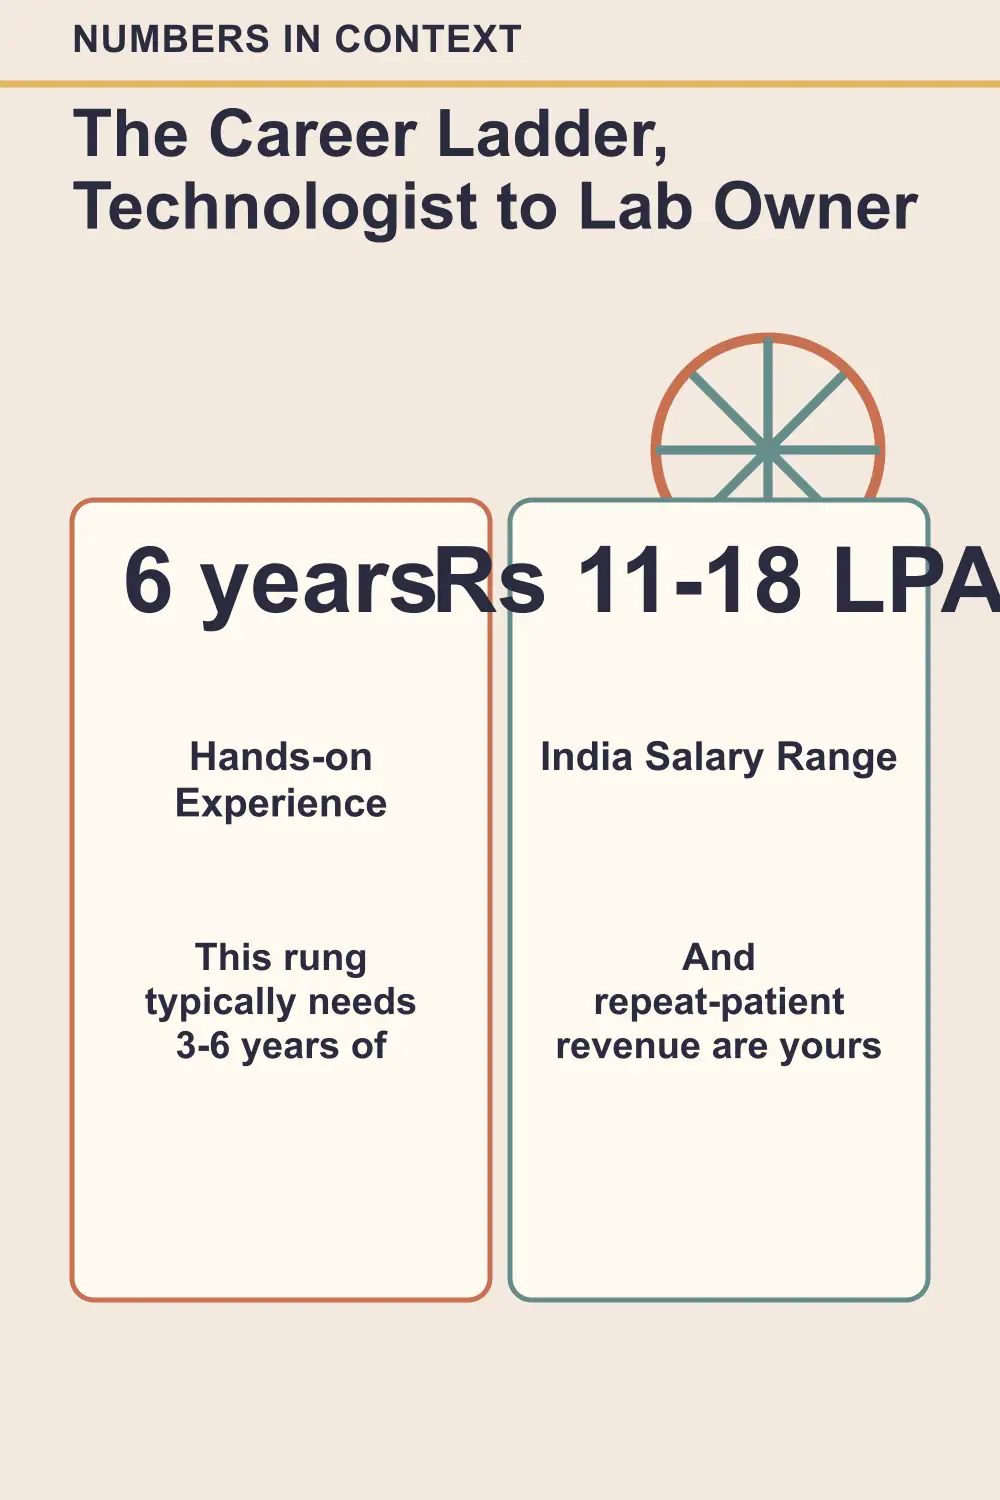 NUMBERS IN CONTEXT
The Career Ladder,
Technologist to Lab Owner
6 years
Rs 11-18 LPA
Hands-on
Experience
India Salary Range
This rung
typically needs
3-6 years of
And
repeat-patient
revenue are yours